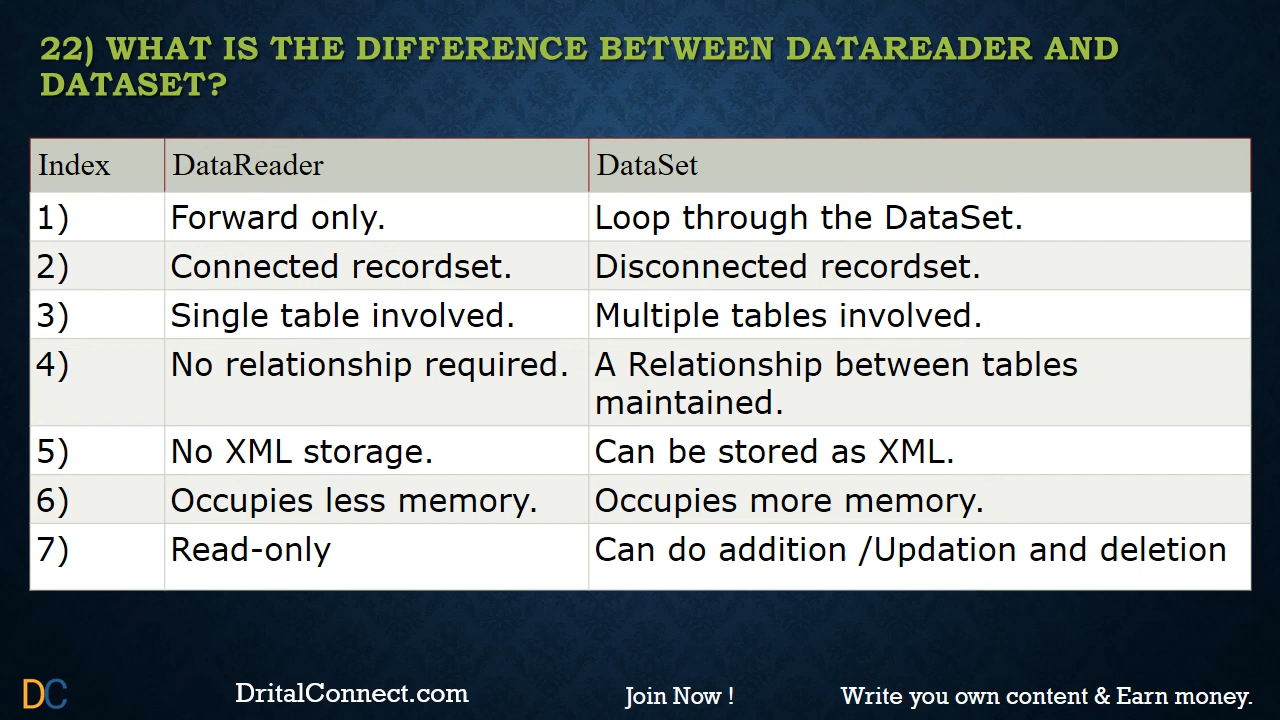 22) WHAT IS THE DIFFERENCE BETWEEN DATAREADER AND
DATASET?
Index DataReader DataSet
1) Forward only. Loop through the DataSet.
2) Connected recordset. Disconnected recordset.
3) Single table involved. Multiple tables involved.
4) No relationship required. A Relationship between tables
maintained.
5) No XML storage. Can be stored as XML.
6) Occupies less memory. Occupies more memory.
7) Read-only Can do addition /Updation and deletion
DC DritalConnect.com Join Now ! Write you own content & Earn money.